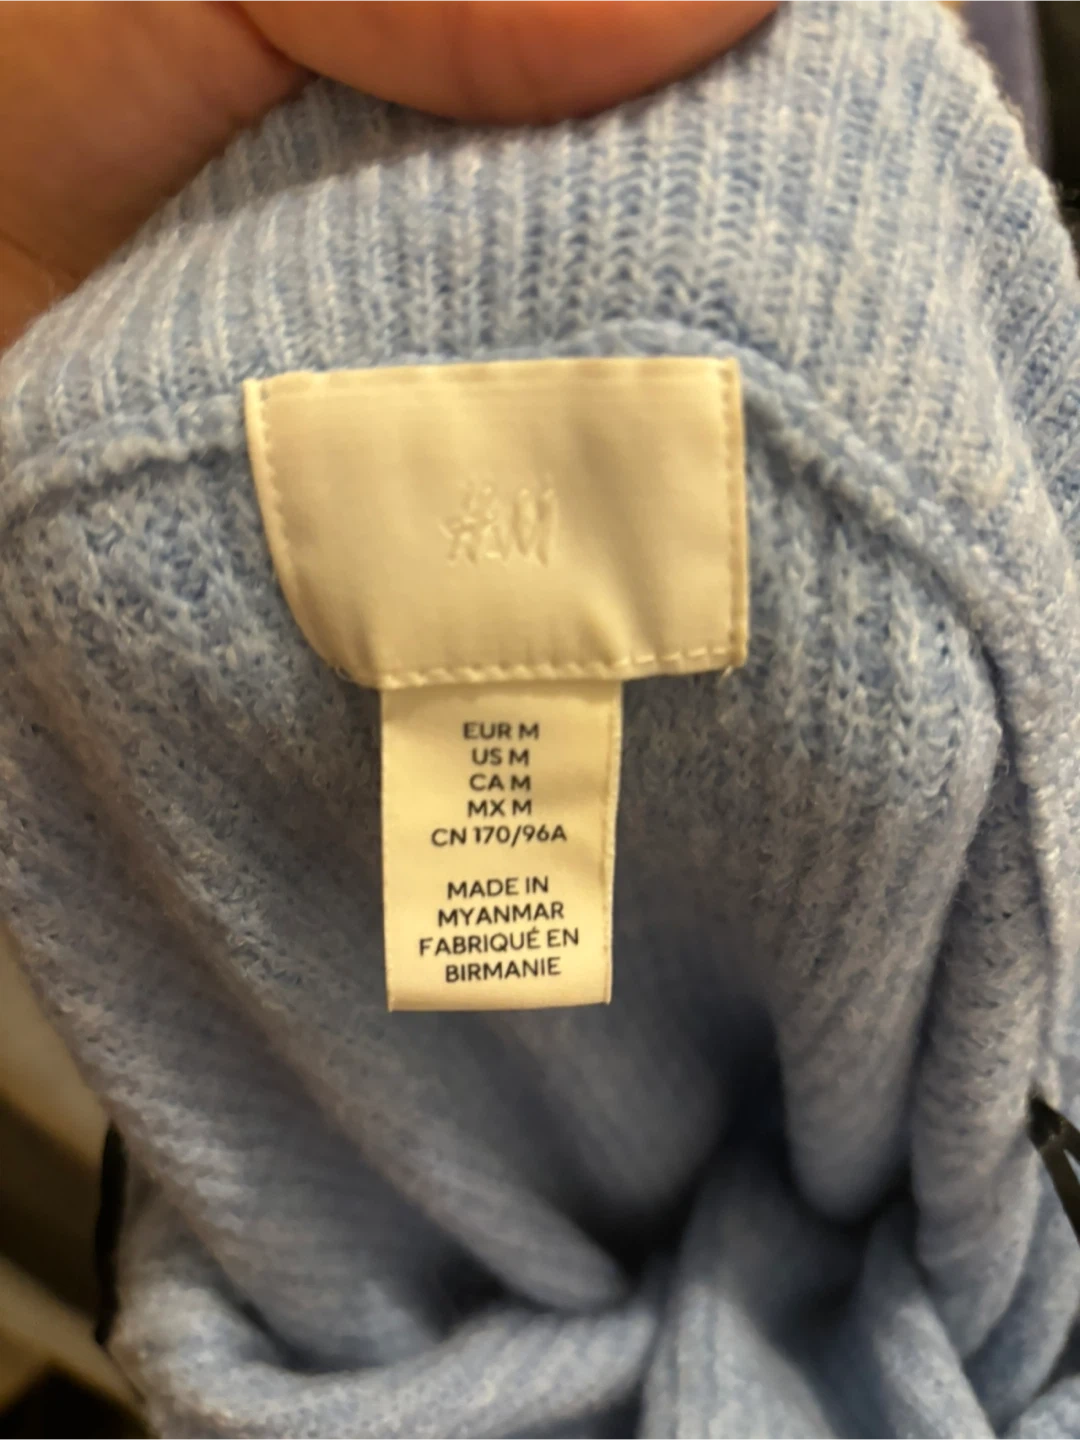 H&M
EUR M
US M
CA M
MX M
CN 170/96A
MADE IN
MYANMAR
FABRIQUÉ EN
BIRMANIE